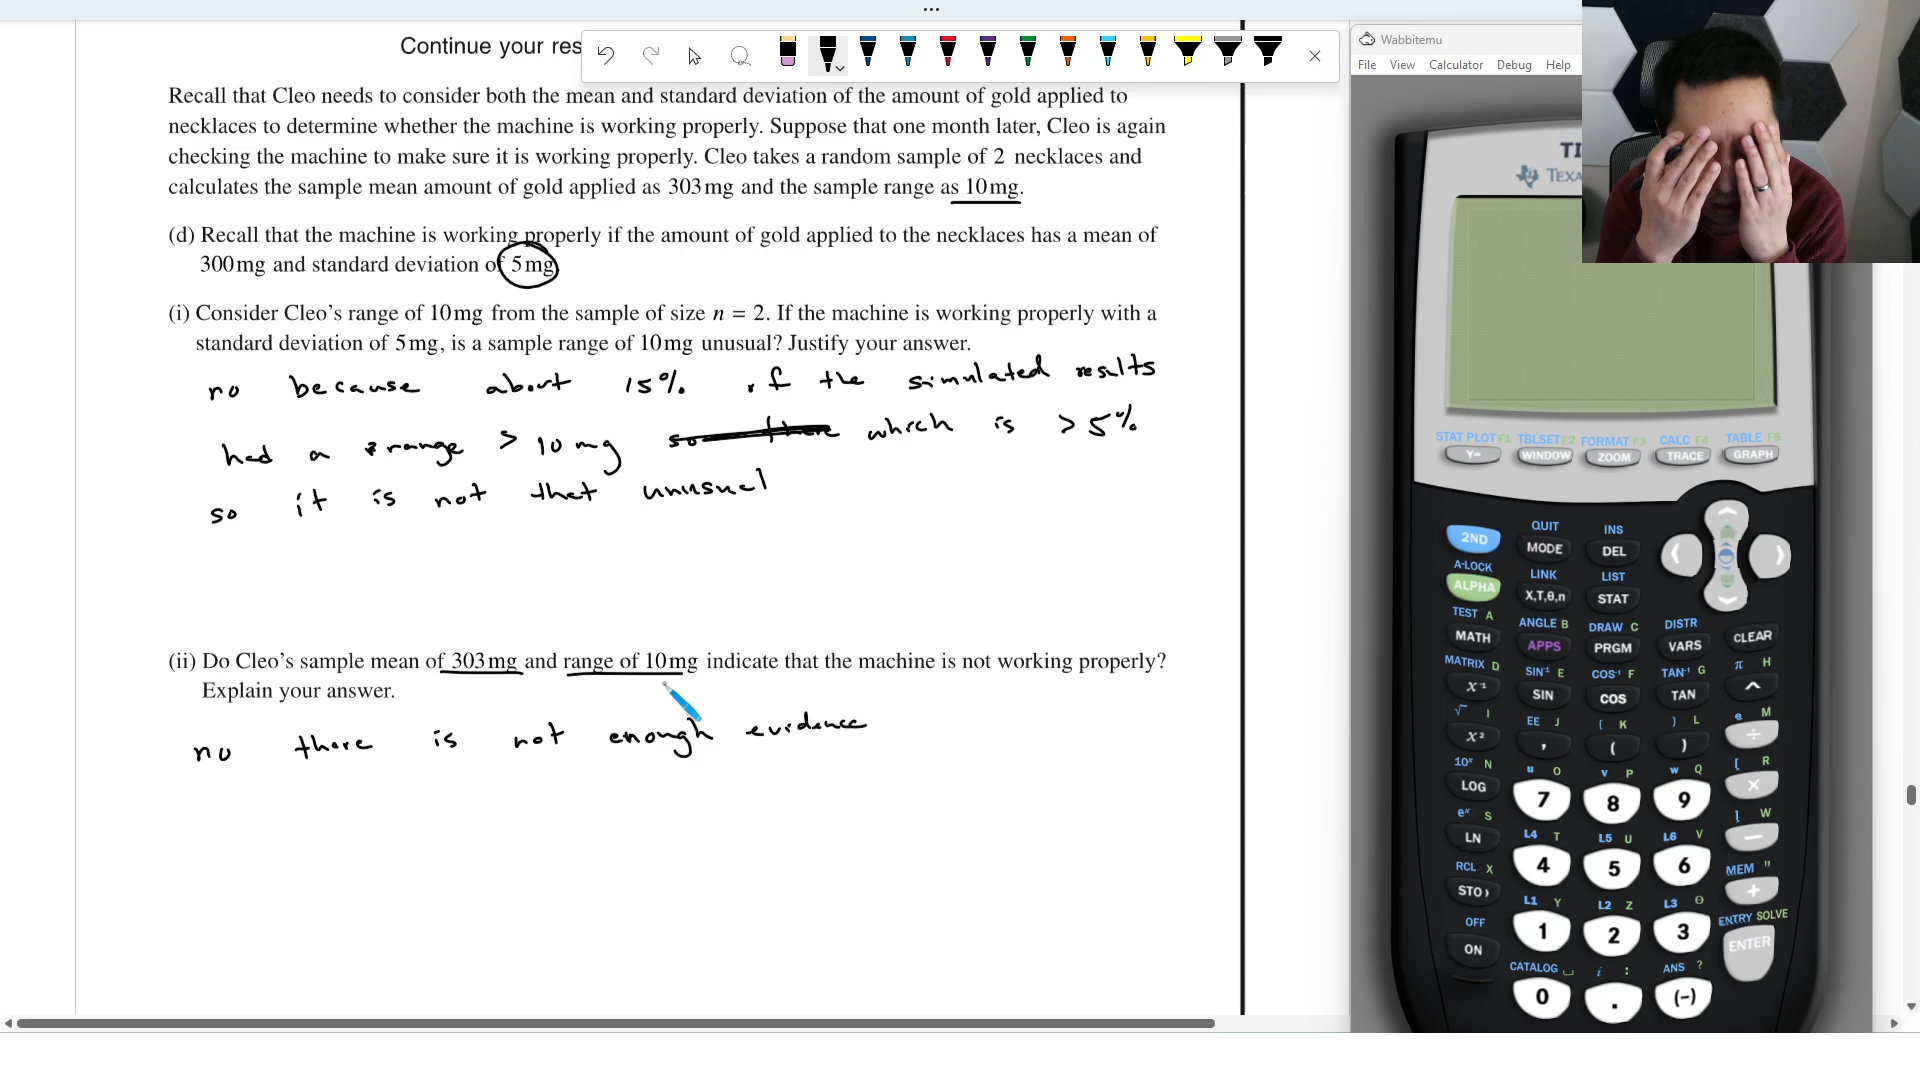 ...
Continue your res
Wabbitemu
File View Calculator Debug Help
Recall that Cleo needs to consider both the mean and standard deviation of the amount of gold applied to
necklaces to determine whether the machine is working properly. Suppose that one month later, Cleo is again
checking the machine to make sure it is working properly. Cleo takes a random sample of 2 necklaces and
calculates the sample mean amount of gold applied as 303 mg and the sample range as 10 mg.
(d) Recall that the machine is working properly if the amount of gold applied to the necklaces has a mean of
300 mg and standard deviation of 5 mg.
(i) Consider Cleo's range of 10 mg from the sample of size n = 2. If the machine is working properly with a
standard deviation of 5 mg, is a sample range of 10 mg unusual? Justify your answer.
no because about 15% of the simulated results
had a range > 10 mg so there which is > 5%
so it is not that unusual
(ii) Do Cleo's sample mean of 303 mg and range of 10 mg indicate that the machine is not working properly?
Explain your answer.
no there is not enough evidence
TI
TEXA
STAT PLOT F1 TBLSET F2 FORMAT F3 CALC F4 TABLE F5
Y= WINDOW ZOOM TRACE GRAPH
QUIT INS
2ND MODE DEL
A-LOCK LINK LIST
ALPHA X,T,θ,n STAT
TEST A ANGLE B DRAW C DISTR
MATH APPS PRGM VARS CLEAR
MATRIX D SIN⁻¹ E COS⁻¹ F TAN⁻¹ G π H
x⁻¹ SIN COS TAN ^
√ I EE J { K } L e M
x² , ( ) ÷
10ˣ N u O v P w Q [ R
LOG 7 8 9 ×
eˣ S L4 T L5 U L6 V ] W
LN 4 5 6 −
RCL X L1 Y L2 Z L3 θ MEM "
STO› 1 2 3 +
OFF CATALOG ⎵ i : ANS ? ENTRY SOLVE
ON 0 . (-) ENTER